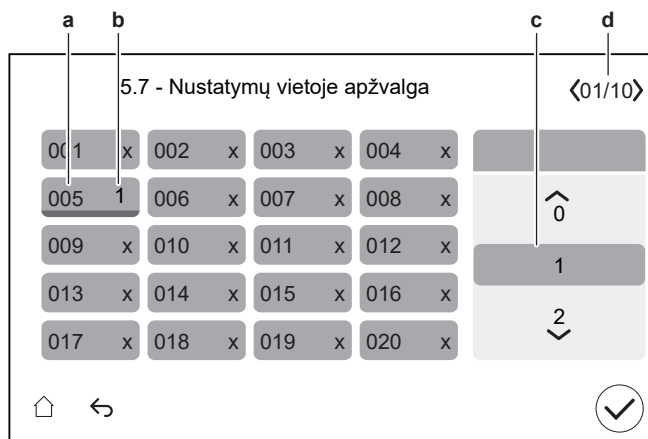 a b c d
5.7 - Nustatymų vietoje apžvalga 01/10
001 x 002 x 003 x 004 x
005 1 006 x 007 x 008 x 0
009 x 010 x 011 x 012 x 1
013 x 014 x 015 x 016 x 2
017 x 018 x 019 x 020 x